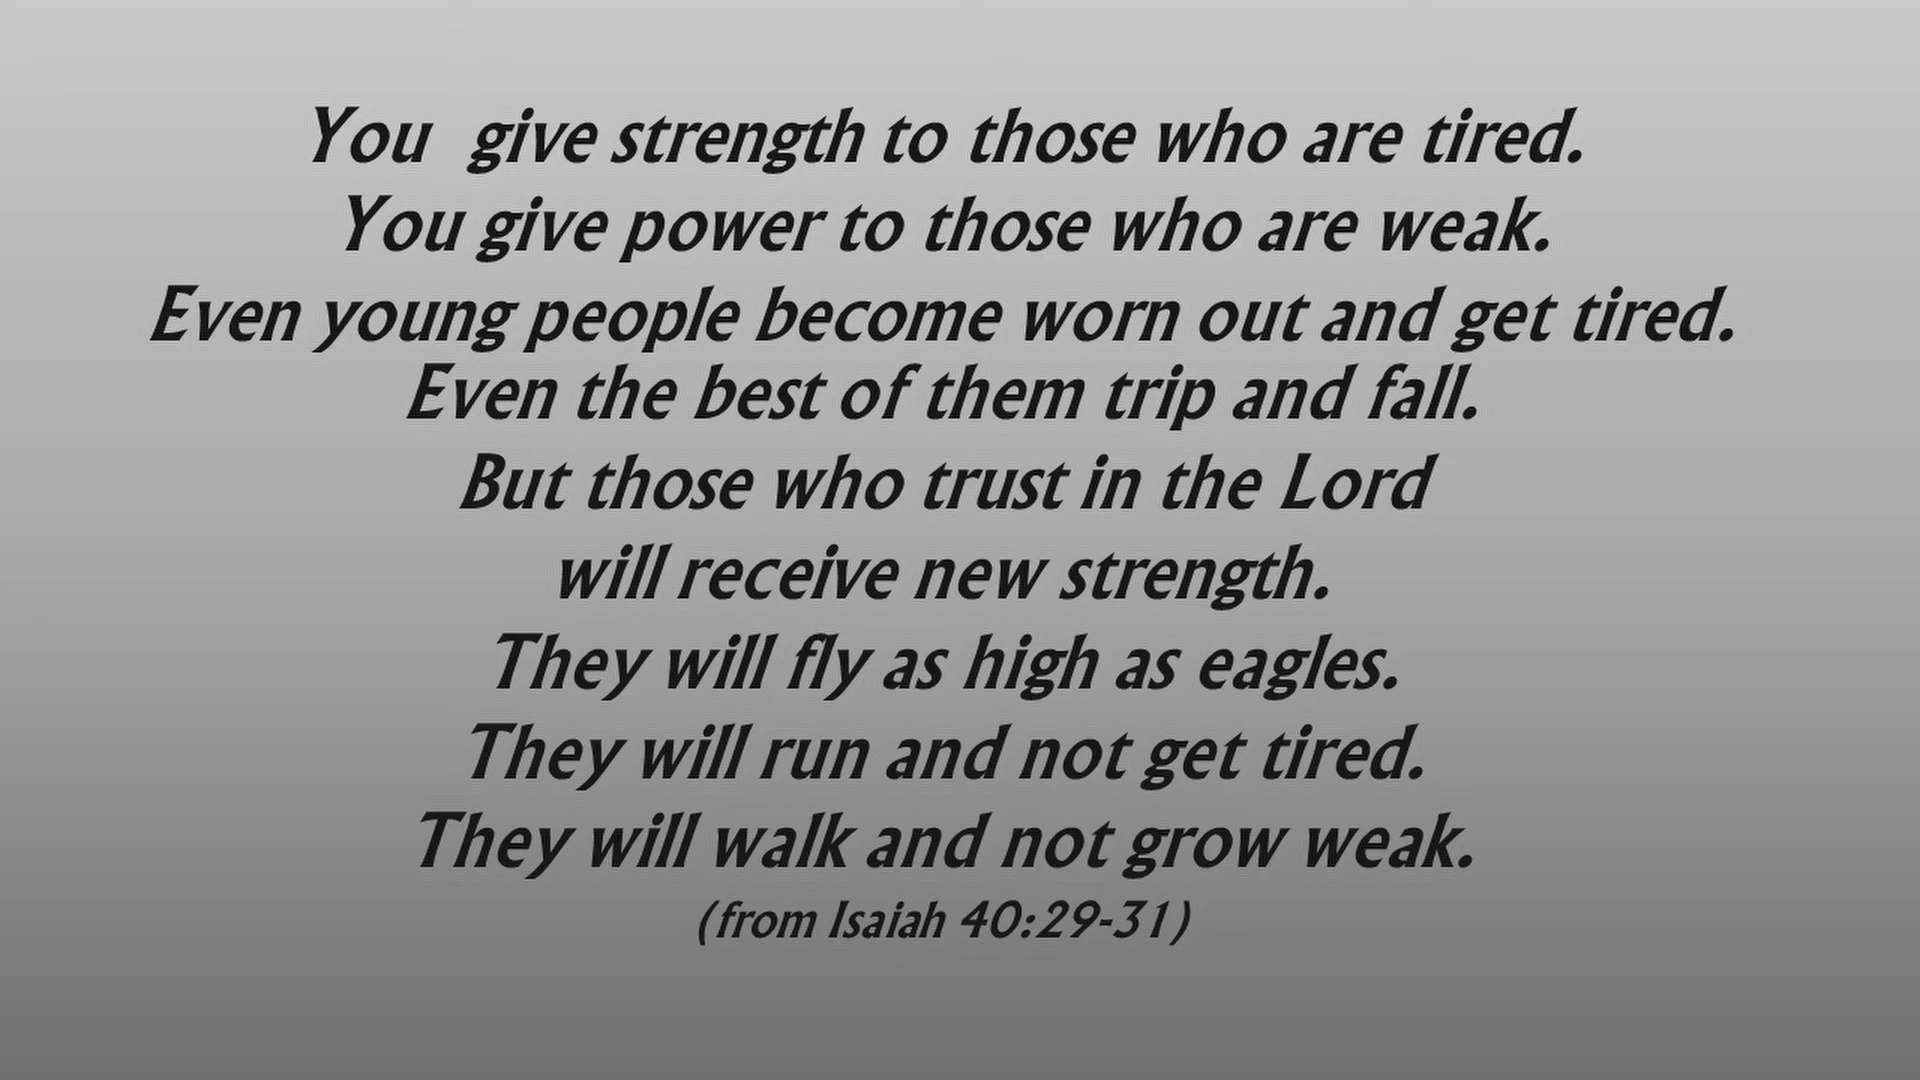 You give strength to those who are tired.
You give power to those who are weak.
Even young people become worn out and get tired.
Even the best of them trip and fall.
But those who trust in the Lord
will receive new strength.
They will fly as high as eagles.
They will run and not get tired.
They will walk and not grow weak.
(from Isaiah 40:29-31)